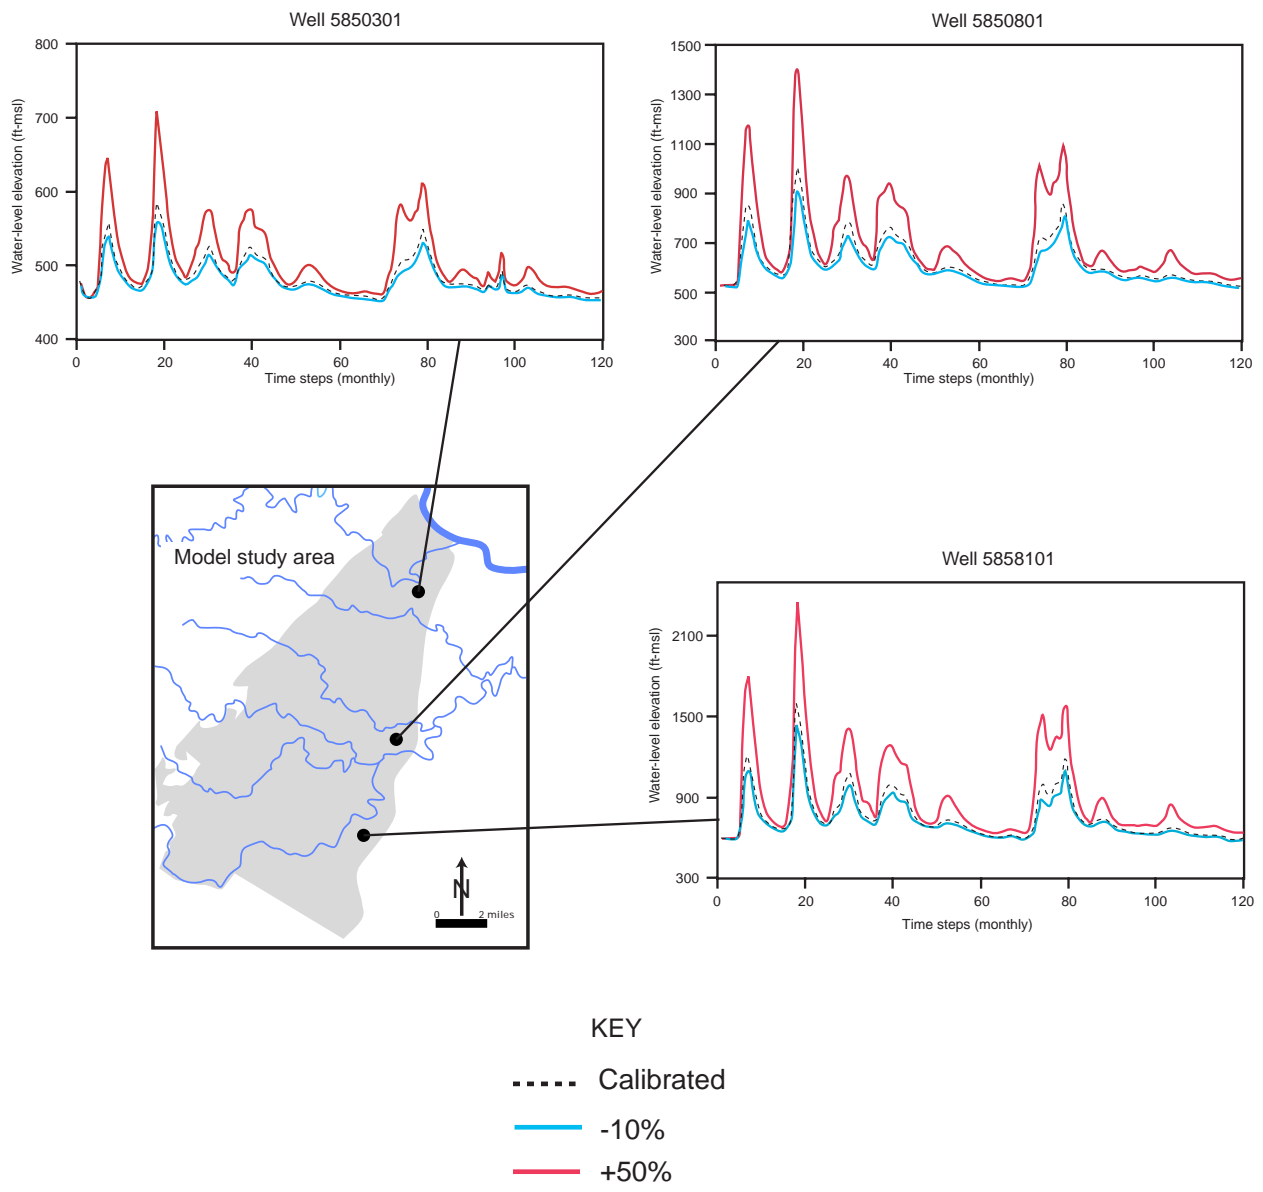 Well 5850301
800
700
600
500
400
0 20 40 60 80 100 120
Time steps (monthly)
Water-level elevation (ft-msl)
Well 5850801
1500
1300
1100
900
700
500
300
0 20 40 60 80 100 120
Time steps (monthly)
Water-level elevation (ft-msl)
Model study area
N
0 2 miles
Well 5858101
2100
1500
900
300
0 20 40 60 80 100 120
Time steps (monthly)
Water-level elevation (ft-msl)
KEY
Calibrated
-10%
+50%